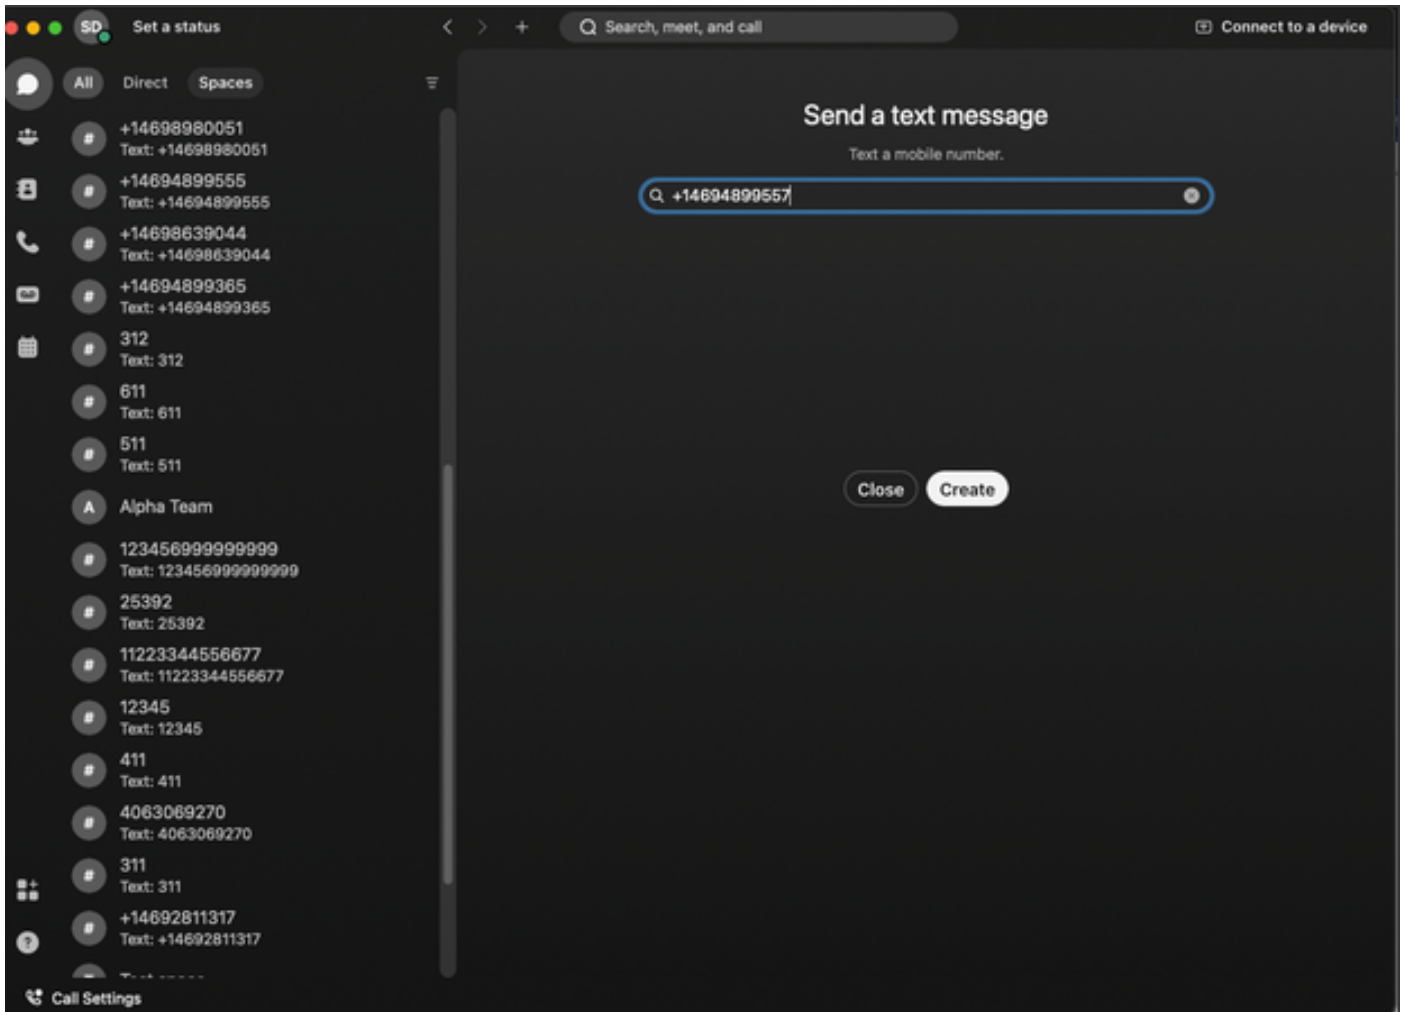 SD
Set a status
Search, meet, and call
Connect to a device
All
Direct
Spaces
+14698980051
Text: +14698980051
+14694899555
Text: +14694899555
+14698639044
Text: +14698639044
+14694899365
Text: +14694899365
312
Text: 312
611
Text: 611
511
Text: 511
A
Alpha Team
123456999999999
Text: 123456999999999
25392
Text: 25392
11223344556677
Text: 11223344556677
12345
Text: 12345
411
Text: 411
4063069270
Text: 4063069270
311
Text: 311
+14692811317
Text: +14692811317
Call Settings
Send a text message
Text a mobile number.
+14694899557
Close
Create